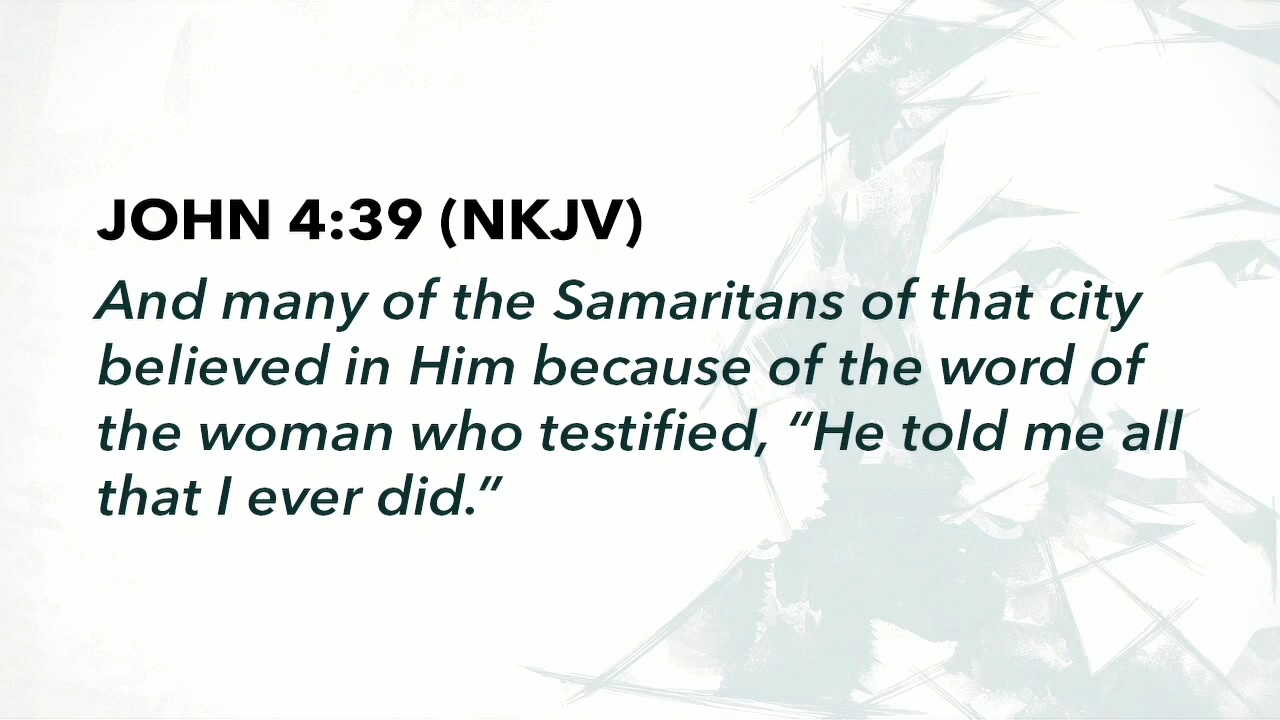 JOHN 4:39 (NKJV)
And many of the Samaritans of that city
believed in Him because of the word of
the woman who testified, “He told me all
that I ever did.”